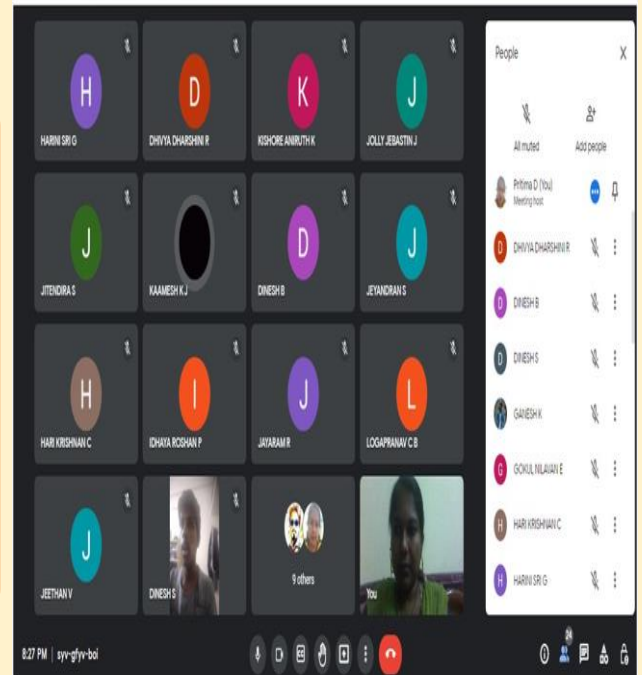 H
D
K
J
HARINI SRI G
DHIVYA DHARSHINI R
KISHORE ANIRUTH K
JOLLY JEBASTIN J
J
D
J
JITENDIRA S
KAAMESH K J
DINESH B
JEYANDRAN S
H
I
J
L
HARI KRISHNAN C
IDHAYA ROSHAN P
JAYARAM R
LOGAPRANAV C B
J
JEETHAN V
DINESH S
9 others
You
8:27 PM | syv-gfyv-boi
24
People
All muted
Add people
Pritima D (You)
Meeting host
D DHIVYA DHARSHINI R
D DINESH B
D DINESH S
GANESH K
G GOKUL NILAVAN E
H HARI KRISHNAN C
H HARINI SRI G